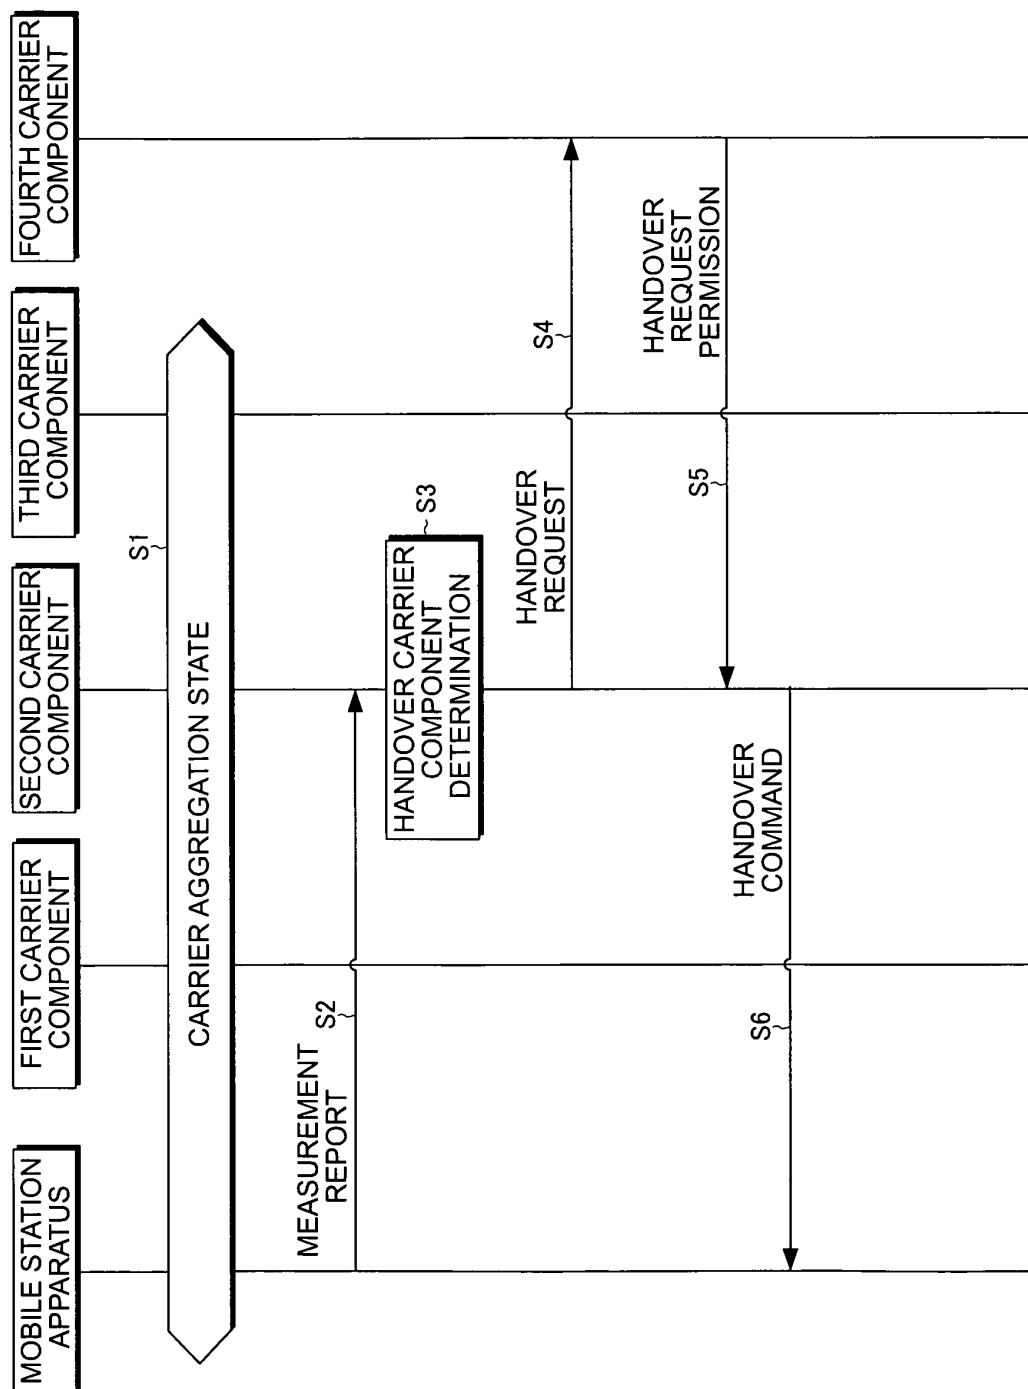 MOBILE STATION
APPARATUS
FIRST CARRIER
COMPONENT
SECOND CARRIER
COMPONENT
THIRD CARRIER
COMPONENT
FOURTH CARRIER
COMPONENT
S1
CARRIER AGGREGATION STATE
MEASUREMENT
REPORT
S2
HANDOVER CARRIER
COMPONENT
DETERMINATION
S3
HANDOVER
REQUEST
S4
HANDOVER
REQUEST
PERMISSION
S5
HANDOVER
COMMAND
S6